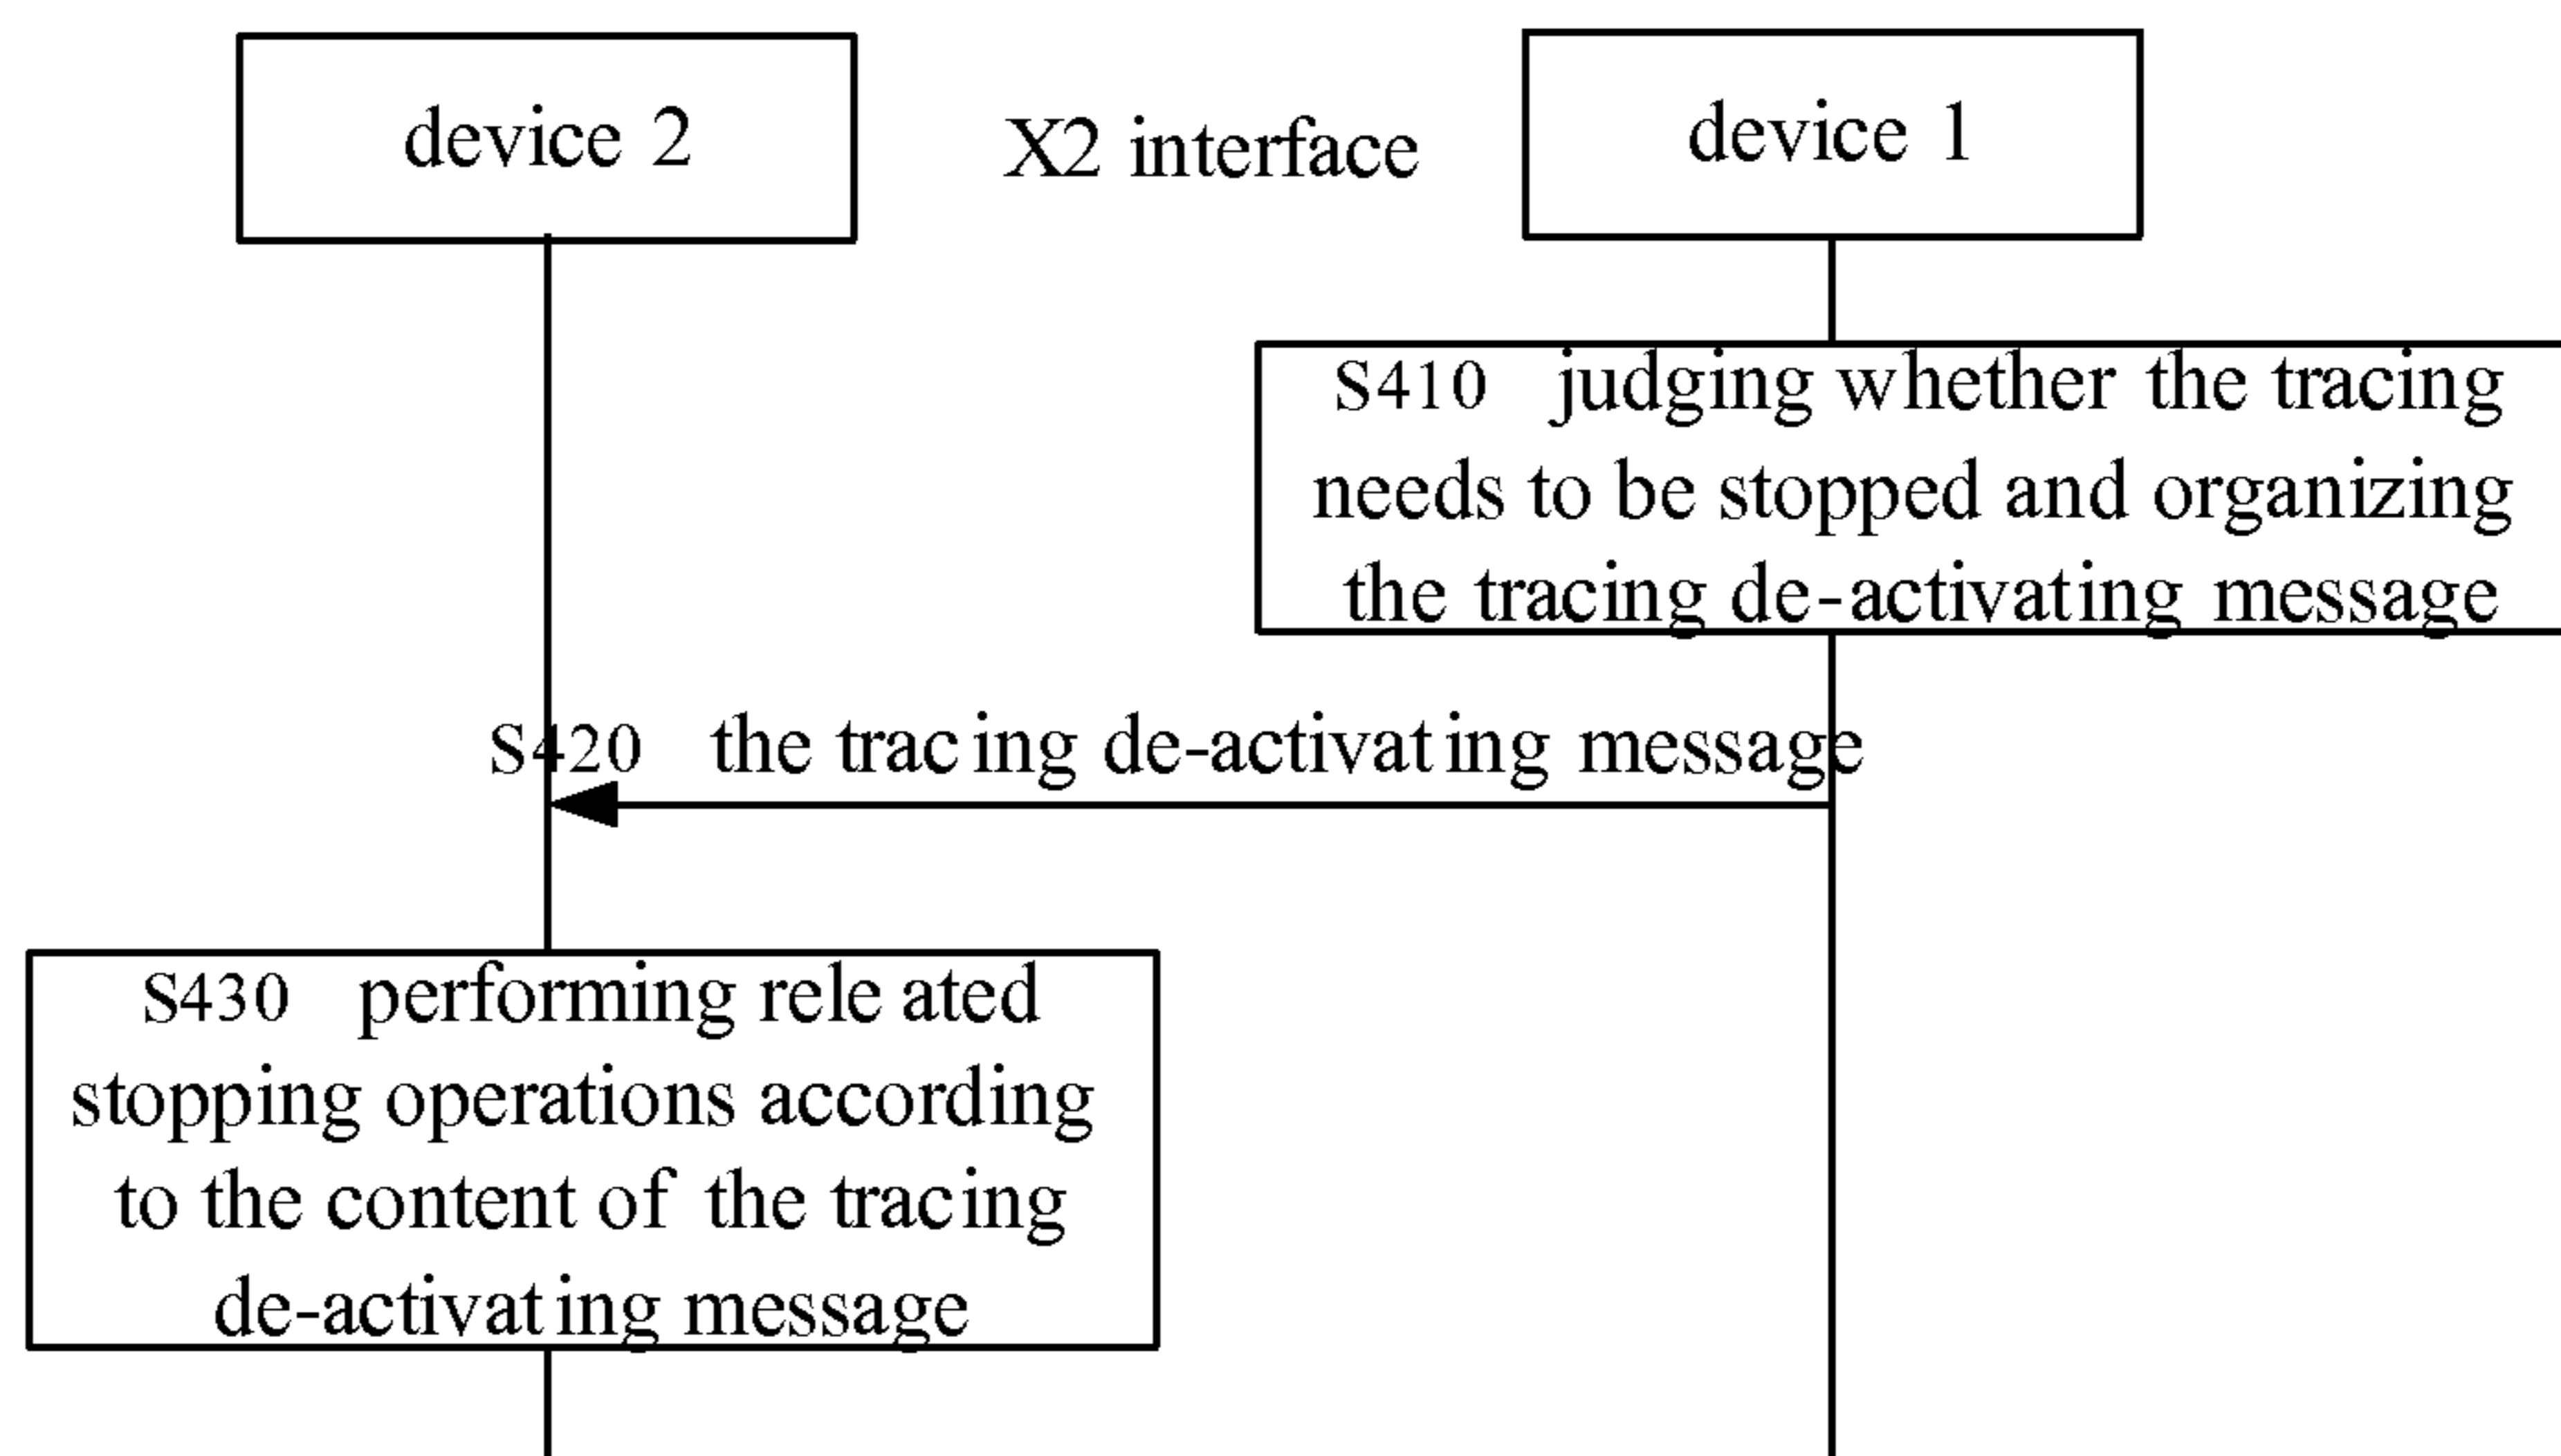 device 2
X2 interface
device 1
S410 judging whether the tracing
needs to be stopped and organizing
the tracing de-activating message
S420 the tracing de-activating message
S430 performing releated
stopping operations according
to the content of the tracing
de-activating message